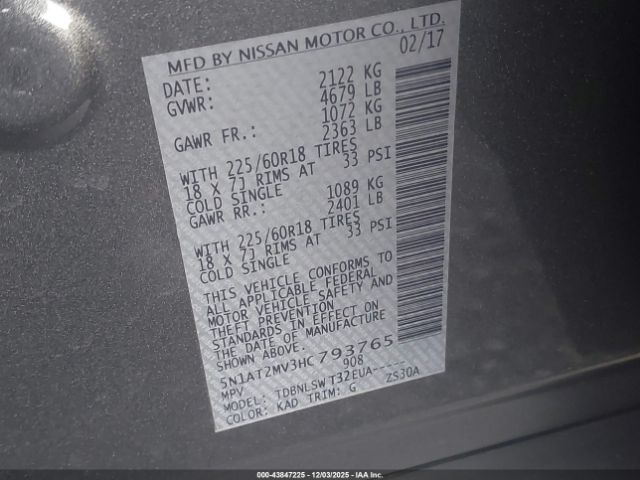 MFD BY NISSAN MOTOR CO., LTD.
DATE: 02/17
GVWR: 2122 KG
4679 LB
GAWR FR.: 1072 KG
2363 LB
WITH 225/60R18 TIRES
18 X 7J RIMS AT 33 PSI
COLD SINGLE
GAWR RR.: 1089 KG
2401 LB
WITH 225/60R18 TIRES
18 X 7J RIMS AT 33 PSI
COLD SINGLE
THIS VEHICLE CONFORMS TO
ALL APPLICABLE FEDERAL
MOTOR VEHICLE SAFETY AND
THEFT PREVENTION
STANDARDS IN EFFECT ON
THE DATE OF MANUFACTURE
SHOWN ABOVE.
5N1AT2MV3HC793765
MPV 908
MODEL: TDBNLSWT32EUA-----
COLOR: KAD TRIM: G ZS30A
000-43847225 - 12/03/2025 - IAA Inc.